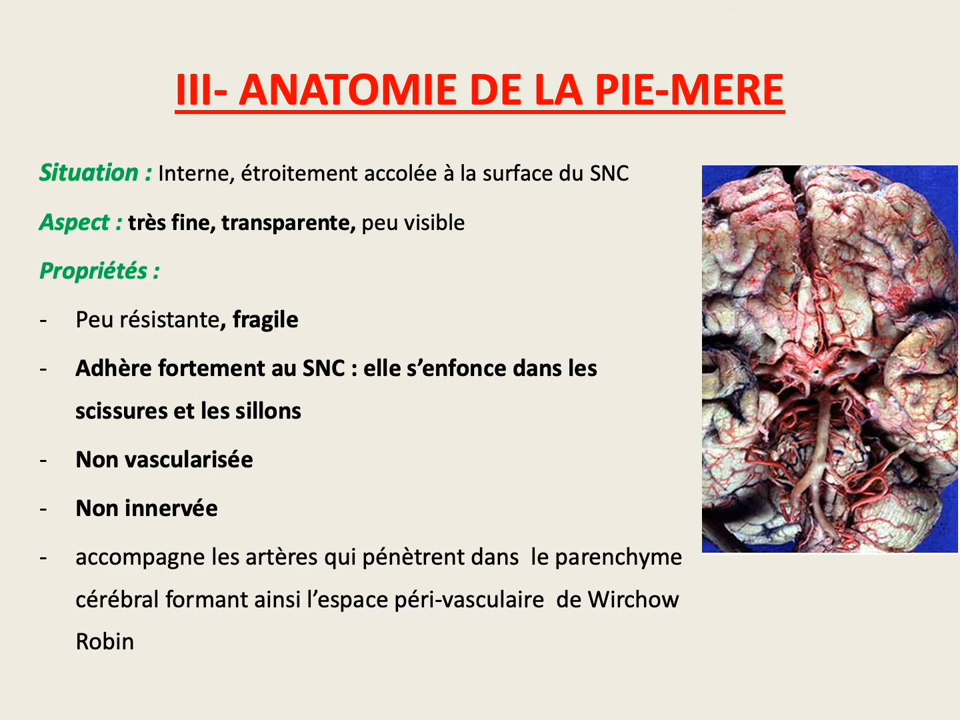 III- ANATOMIE DE LA PIE-MERE
Situation : Interne, étroitement accolée à la surface du SNC
Aspect : très fine, transparente, peu visible
Propriétés :
- Peu résistante, fragile
- Adhère fortement au SNC : elle s’enfonce dans les
scissures et les sillons
- Non vascularisée
- Non innervée
- accompagne les artères qui pénètrent dans le parenchyme
cérébral formant ainsi l’espace péri-vasculaire de Wirchow
Robin